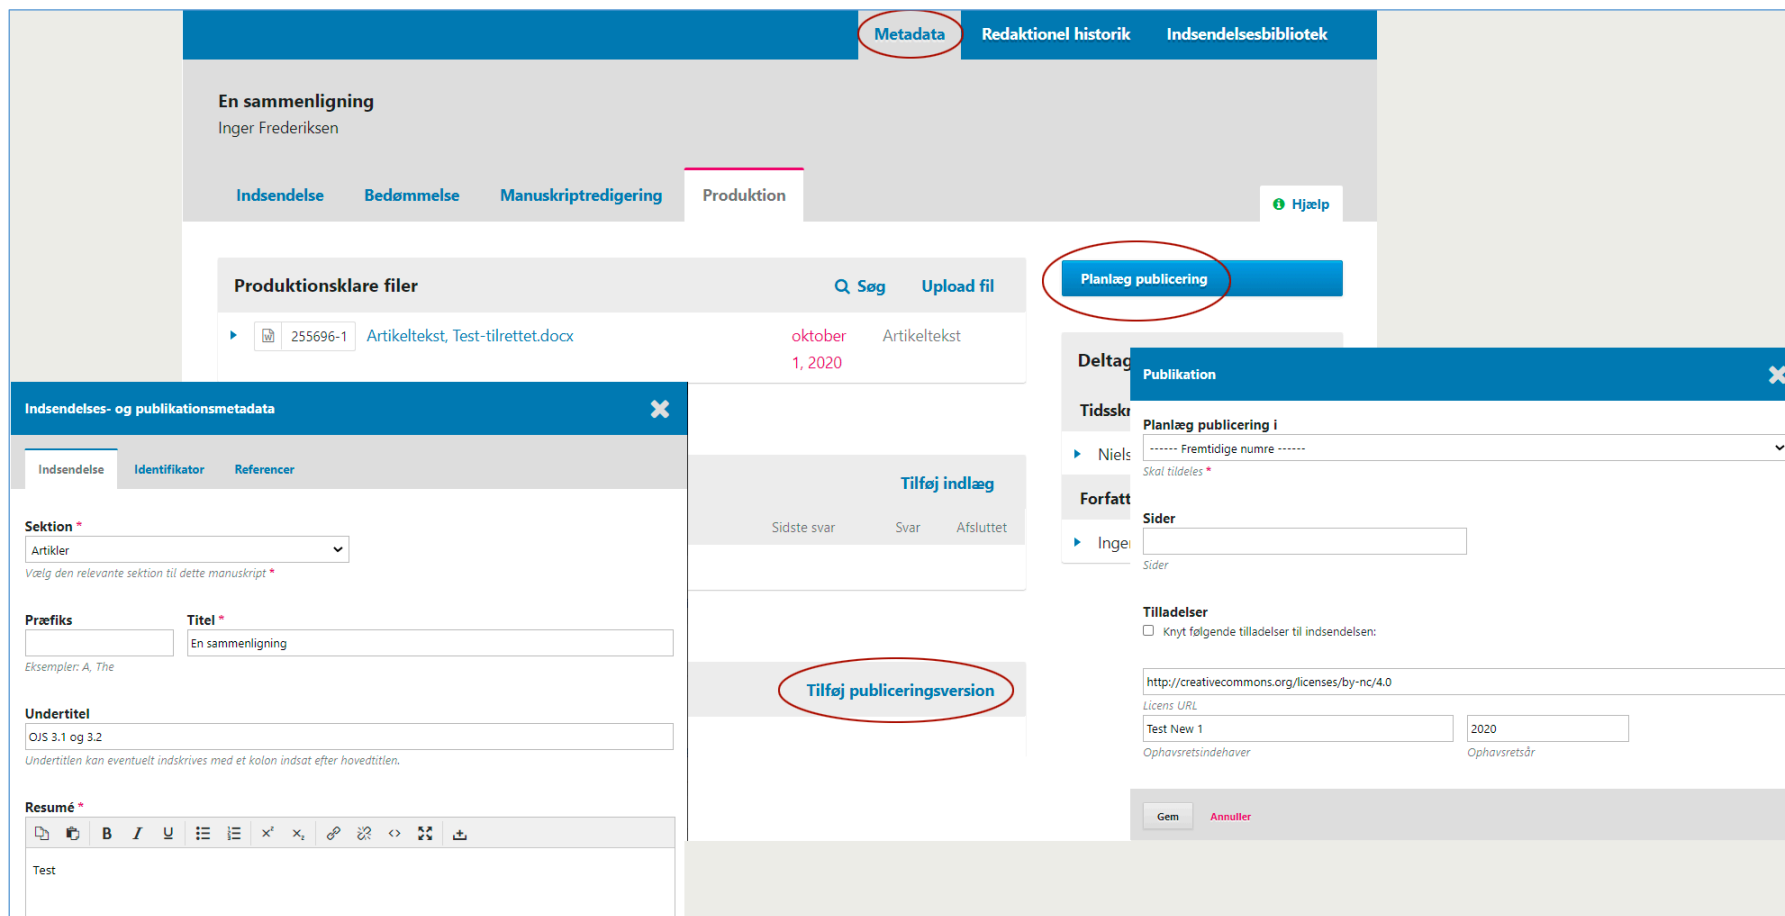 Metadata
Redaktionel historik
Indsendelsesbibliotek
En sammenligning
Inger Frederiksen
Indsendelse
Bedømmelse
Manuskriptredigering
Produktion
Hjælp
Produktionsklare filer
Søg
Upload fil
255696-1
Artikeltekst, Test-tilrettet.docx
oktober
1, 2020
Artikeltekst
Planlæg publicering
Deltag
Tidsskr
Niels
Forfatt
Inger
Tilføj indlæg
Sidste svar
Svar
Afsluttet
Tilføj publiceringsversion
Indsendelses- og publikationsmetadata
Indsendelse
Identifikator
Referencer
Sektion *
Artikler
Vælg den relevante sektion til dette manuskript *
Præfiks
Titel *
En sammenligning
Eksempler: A, The
Undertitel
OJS 3.1 og 3.2
Undertitlen kan eventuelt indskrives med et kolon indsat efter hovedtitlen.
Resumé *
Test
Publikation
Planlæg publicering i
------ Fremtidige numre ------
Skal tildeles *
Sider
Sider
Tilladelser
Knyt følgende tilladelser til indsendelsen:
http://creativecommons.org/licenses/by-nc/4.0
Licens URL
Test New 1
2020
Ophavsretsindehaver
Ophavsretsår
Gem
Annuller